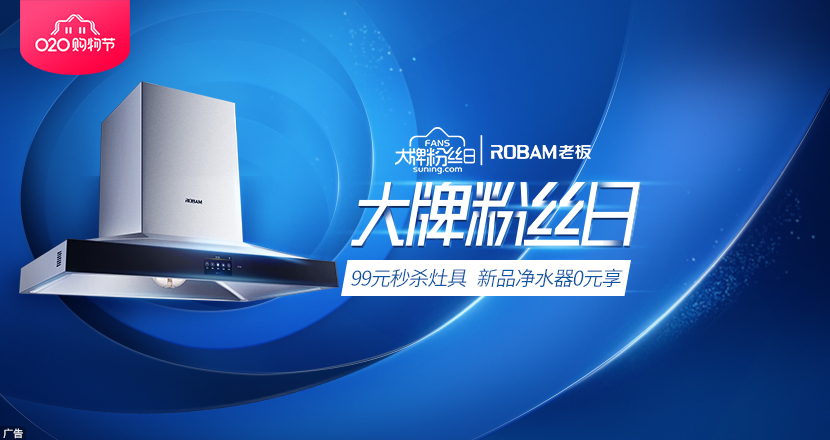 O2O购物节
FANS
大牌粉丝日
suning.com
ROBAM老板
大牌粉丝日
ROBAM
99元秒杀灶具 新品净水器0元享
广告